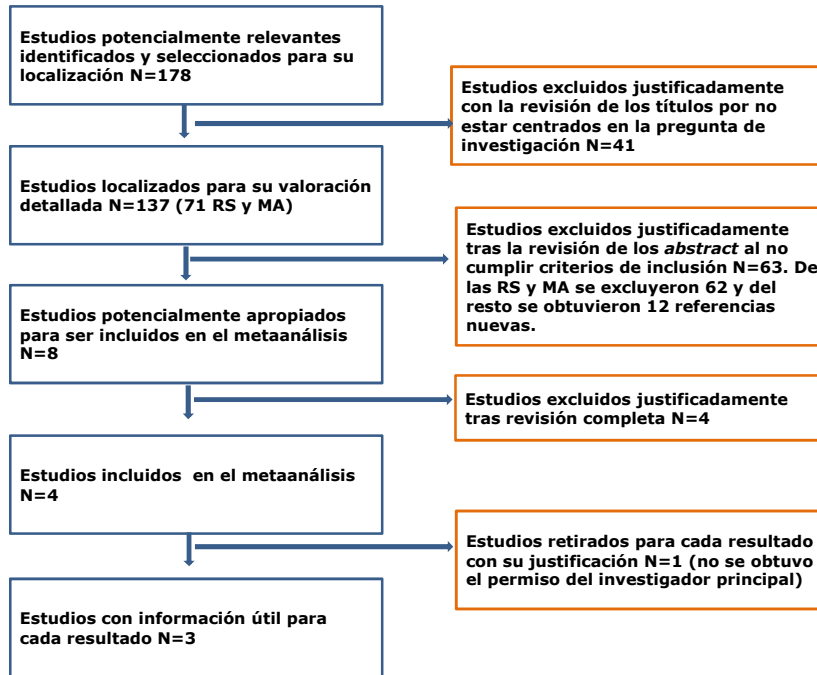 Estudios potencialmente relevantes
identificados y seleccionados para su
localización N=178
Estudios excluidos justificadamente
con la revisión de los títulos por no
estar centrados en la pregunta de
investigación N=41
Estudios localizados para su valoración
detallada N=137 (71 RS y MA)
Estudios excluidos justificadamente
tras la revisión de los abstract al no
cumplir criterios de inclusión N=63. De
las RS y MA se excluyeron 62 y del
resto se obtuvieron 12 referencias
nuevas.
Estudios potencialmente apropiados
para ser incluidos en el metaanálisis
N=8
Estudios excluidos justificadamente
tras revisión completa N=4
Estudios incluidos en el metaanálisis
N=4
Estudios retirados para cada resultado
con su justificación N=1 (no se obtuvo
el permiso del investigador principal)
Estudios con información útil para
cada resultado N=3